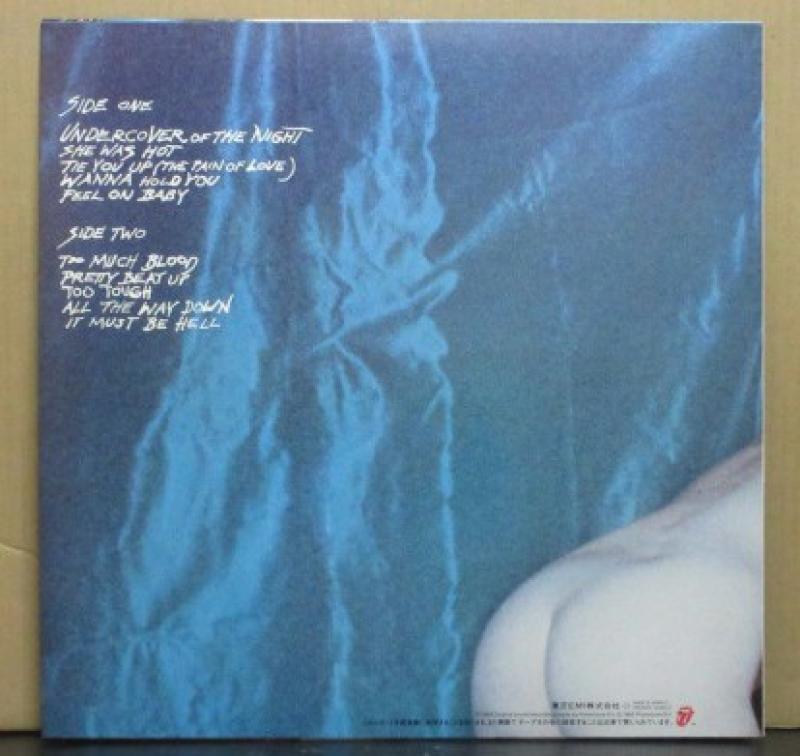 SIDE ONE
UNDERCOVER OF THE NIGHT
SHE WAS HOT
TIE YOU UP (THE PAIN OF LOVE)
WANNA HOLD YOU
FEEL ON BABY
SIDE TWO
TOO MUCH BLOOD
PRETTY BEAT UP
TOO TOUGH
ALL THE WAY DOWN
IT MUST BE HELL
東芝EMI株式会社